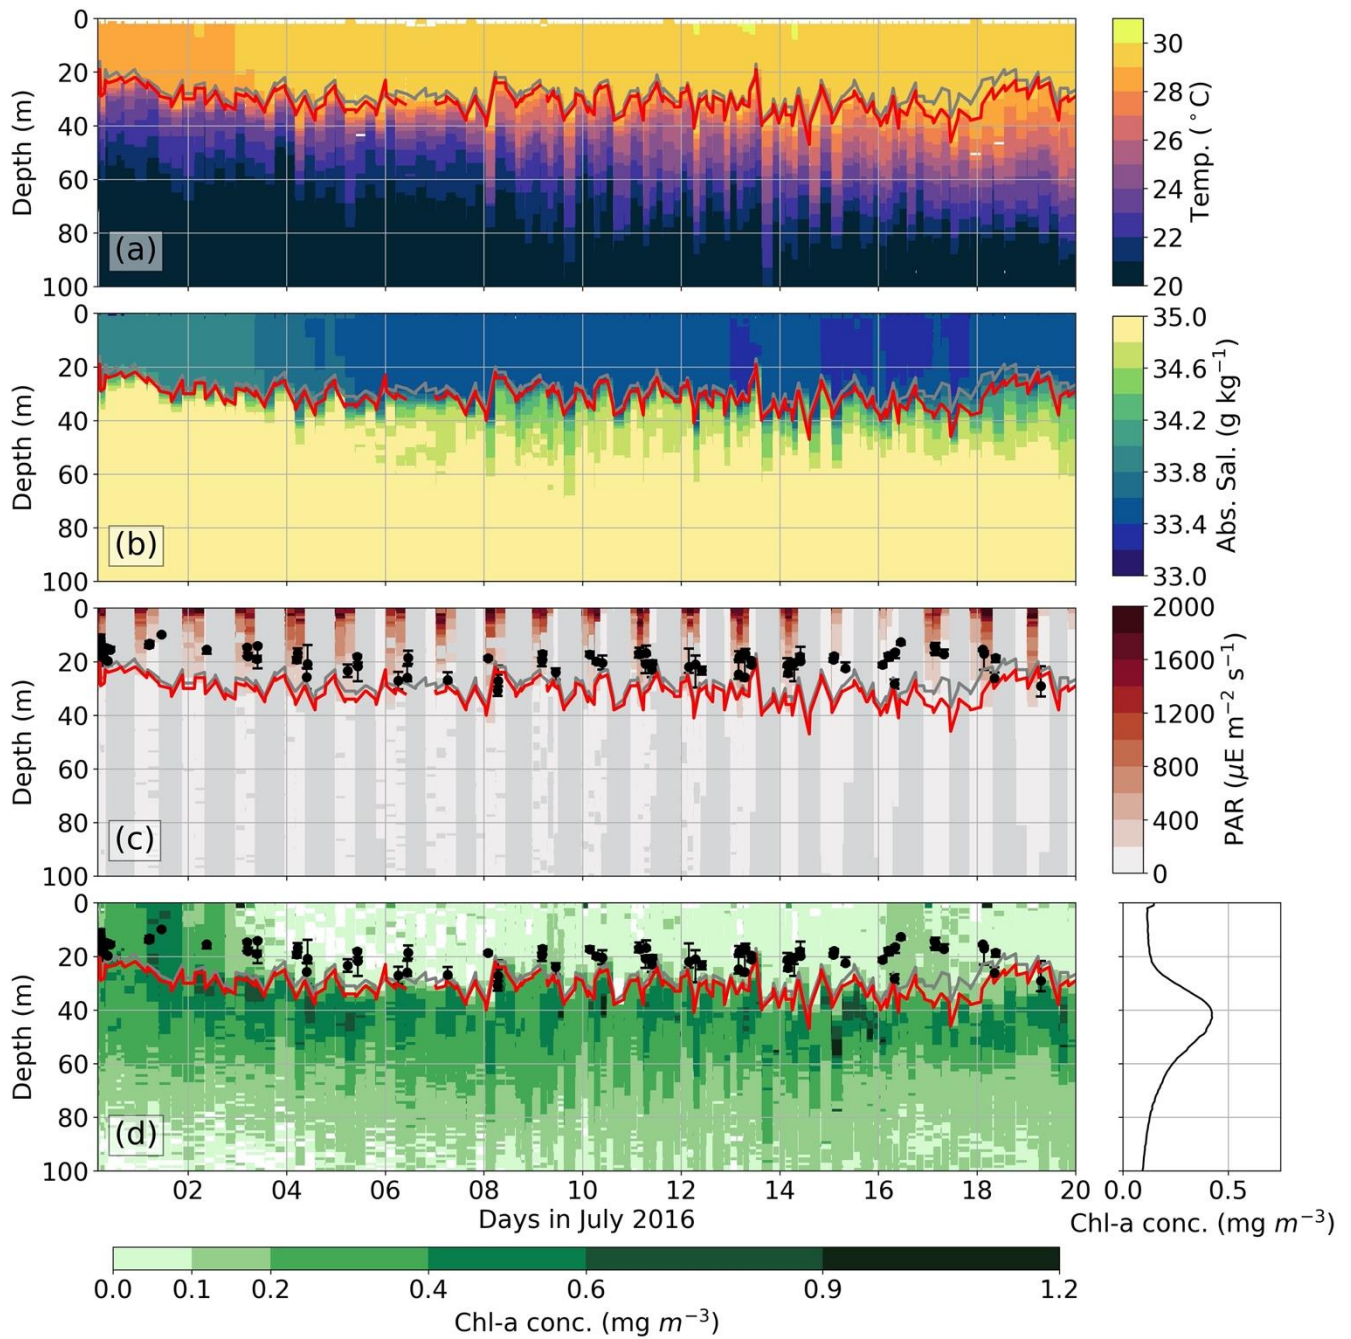 0
20
40
60
80
100
Depth (m)
(a)
30
28
26
24
22
20
Temp. (°C)
0
20
40
60
80
100
Depth (m)
(b)
35.0
34.6
34.2
33.8
33.4
33.0
Abs. Sal. (g kg⁻¹)
0
20
40
60
80
100
Depth (m)
(c)
2000
1600
1200
800
400
0
PAR (μE m⁻² s⁻¹)
0
20
40
60
80
100
Depth (m)
(d)
02 04 06 08 10 12 14 16 18 20
Days in July 2016
0.0 0.5
Chl-a conc. (mg m⁻³)
0.0 0.1 0.2 0.4 0.6 0.9 1.2
Chl-a conc. (mg m⁻³)